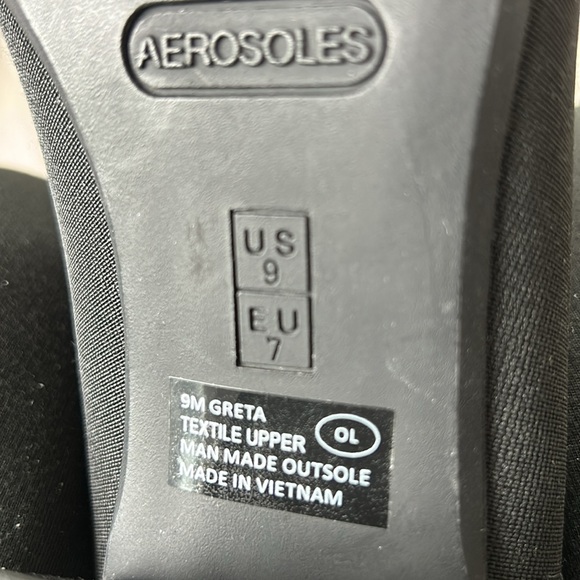 AEROSOLES
US
9
EU
7
9M GRETA
TEXTILE UPPER
OL
MAN MADE OUTSOLE
MADE IN VIETNAM